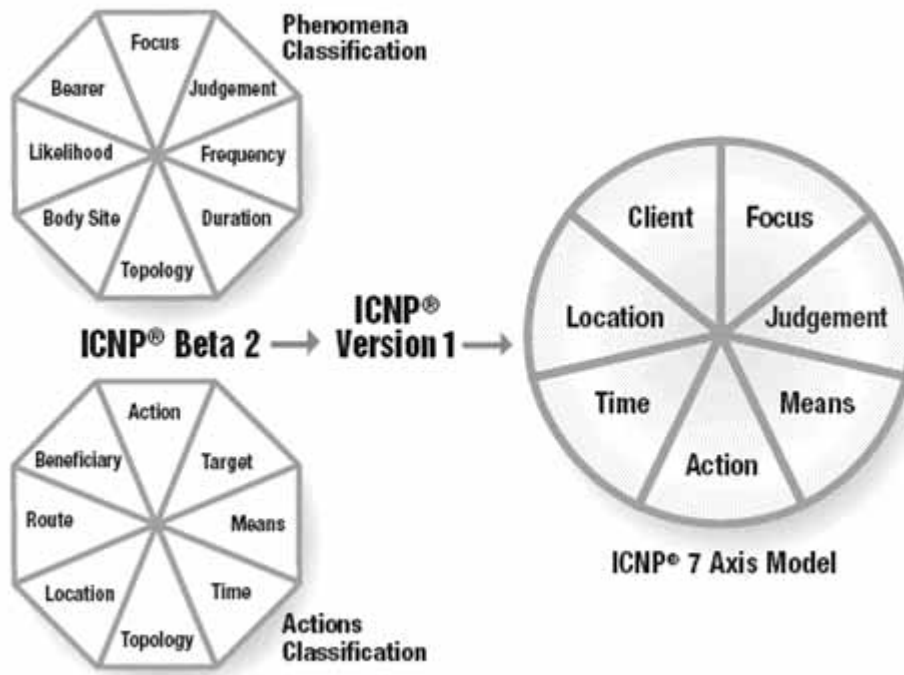 Phenomena
Classification
Focus
Judgement
Frequency
Duration
Topology
Body Site
Likelihood
Bearer
ICNP® Beta 2
ICNP®
Version 1
Action
Target
Means
Time
Topology
Location
Route
Beneficiary
Actions
Classification
Client
Focus
Judgement
Means
Action
Time
Location
ICNP® 7 Axis Model